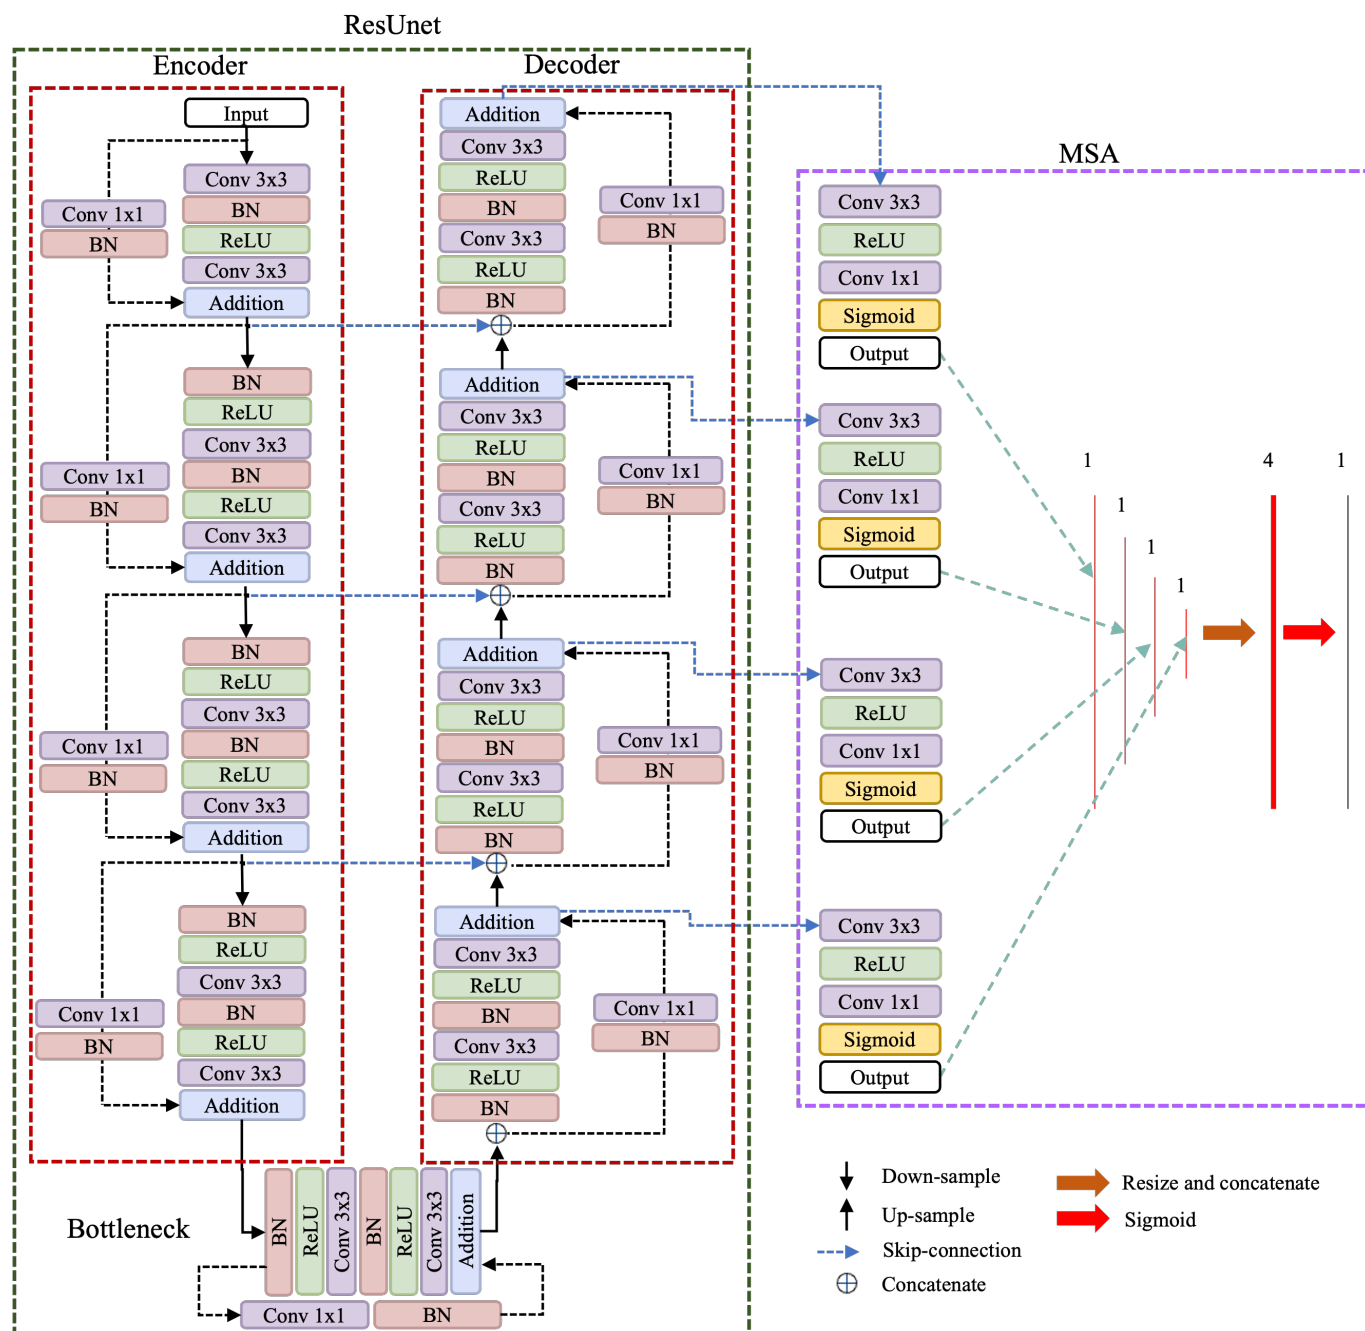 ResUnet
Encoder
Input
Conv 3x3
Conv 1x1
BN
BN
ReLU
Conv 3x3
Addition
BN
ReLU
Conv 3x3
Conv 1x1
BN
BN
ReLU
Conv 3x3
Addition
BN
ReLU
Conv 3x3
Conv 1x1
BN
BN
ReLU
Conv 3x3
Addition
BN
ReLU
Conv 3x3
Conv 1x1
BN
BN
ReLU
Conv 3x3
Addition
Bottleneck
BN
ReLU
Conv 3x3
BN
ReLU
Conv 3x3
Addition
Conv 1x1
BN
Decoder
Addition
Conv 3x3
ReLU
BN
Conv 3x3
ReLU
BN
Conv 1x1
BN
Addition
Conv 3x3
ReLU
BN
Conv 3x3
ReLU
BN
Conv 1x1
BN
Addition
Conv 3x3
ReLU
BN
Conv 3x3
ReLU
BN
Conv 1x1
BN
Addition
Conv 3x3
ReLU
BN
Conv 3x3
ReLU
BN
Conv 1x1
BN
MSA
Conv 3x3
ReLU
Conv 1x1
Sigmoid
Output
Conv 3x3
ReLU
Conv 1x1
Sigmoid
Output
Conv 3x3
ReLU
Conv 1x1
Sigmoid
Output
Conv 3x3
ReLU
Conv 1x1
Sigmoid
Output
1
1
1
1
4
1
Down-sample
Up-sample
Skip-connection
Concatenate
Resize and concatenate
Sigmoid